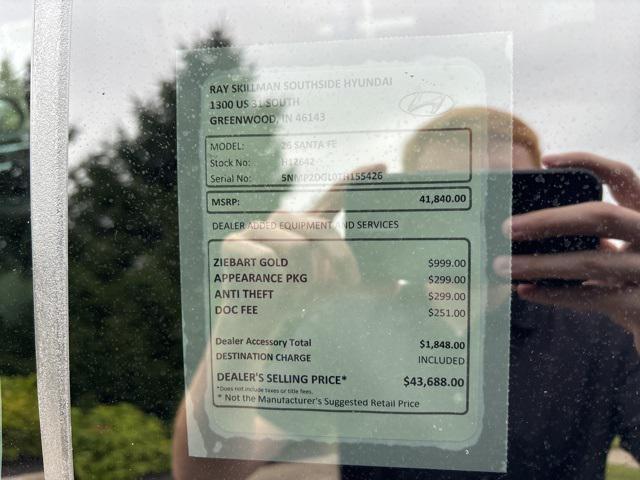 RAY SKILLMAN SOUTHSIDE HYUNDAI
1300 US 31 SOUTH
GREENWOOD, IN 46143
MODEL: 26 SANTA FE
Stock No: H12642
Serial No: 5NMP2DGL0TH155426
MSRP: 41,840.00
DEALER ADDED EQUIPMENT AND SERVICES
ZIEBART GOLD $999.00
APPEARANCE PKG $299.00
ANTI THEFT $299.00
DOC FEE $251.00
Dealer Accessory Total $1,848.00
DESTINATION CHARGE INCLUDED
DEALER'S SELLING PRICE* $43,688.00
*Does not include taxes or title fees.
* Not the Manufacturer's Suggested Retail Price